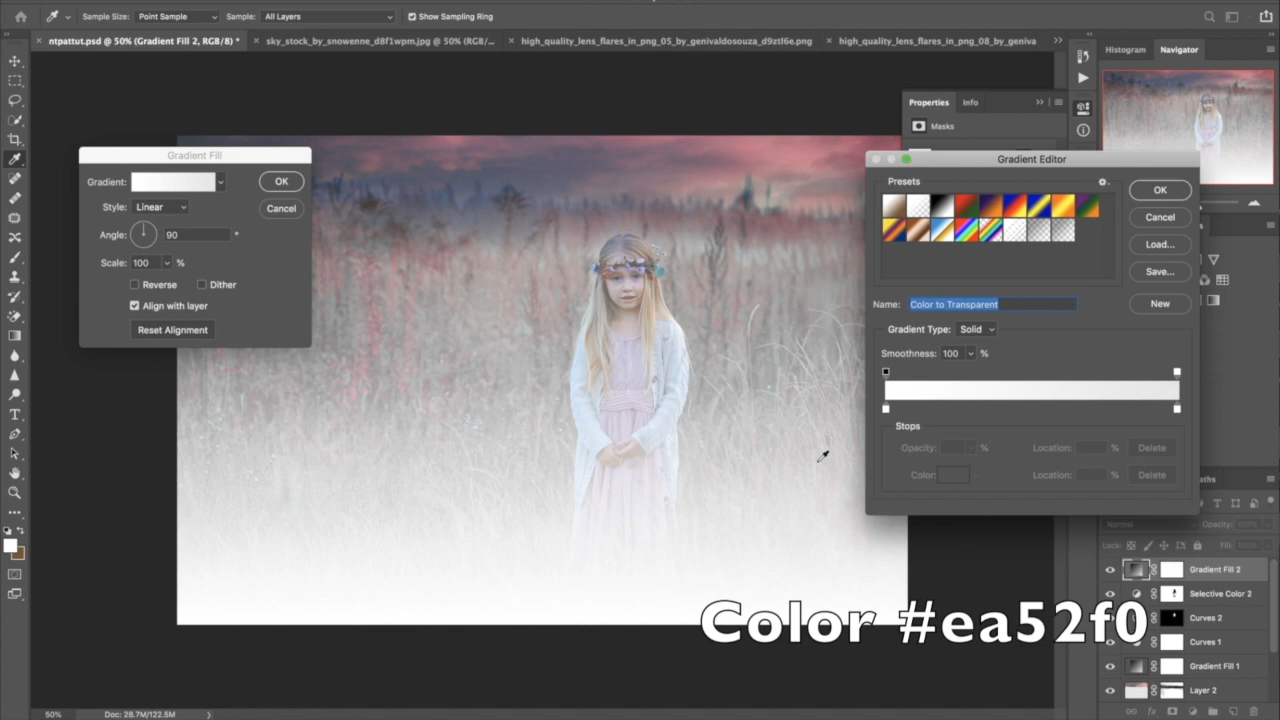 Sample Size: Point Sample Sample: All Layers Show Sampling Ring
ntpattut.psd @ 50% (Gradient Fill 2, RGB/8) * sky_stock_by_snowenne_d8f1wpm.jpg @ 50% (RGB/... high_quality_lens_flares_in_png_05_by_genivaldosouza_d9ztl6e.png high_quality_lens_flares_in_png_08_by_geniva
Histogram Navigator
Properties Info
Masks
Gradient Fill
Gradient: OK
Style: Linear Cancel
Angle: 90 °
Scale: 100 %
Reverse Dither
Align with layer
Reset Alignment
Gradient Editor
Presets
OK
Cancel
Load...
Save...
Name: Color to Transparent New
Gradient Type: Solid
Smoothness: 100 %
Stops
Opacity: % Location: % Delete
Color: Location: % Delete
aths
Normal Opacity: 100%
Lock: Fill:
Gradient Fill 2
Selective Color 2
Curves 2
Curves 1
Gradient Fill 1
Layer 2
Color #ea52f0
50% Doc: 28.7M/122.5M